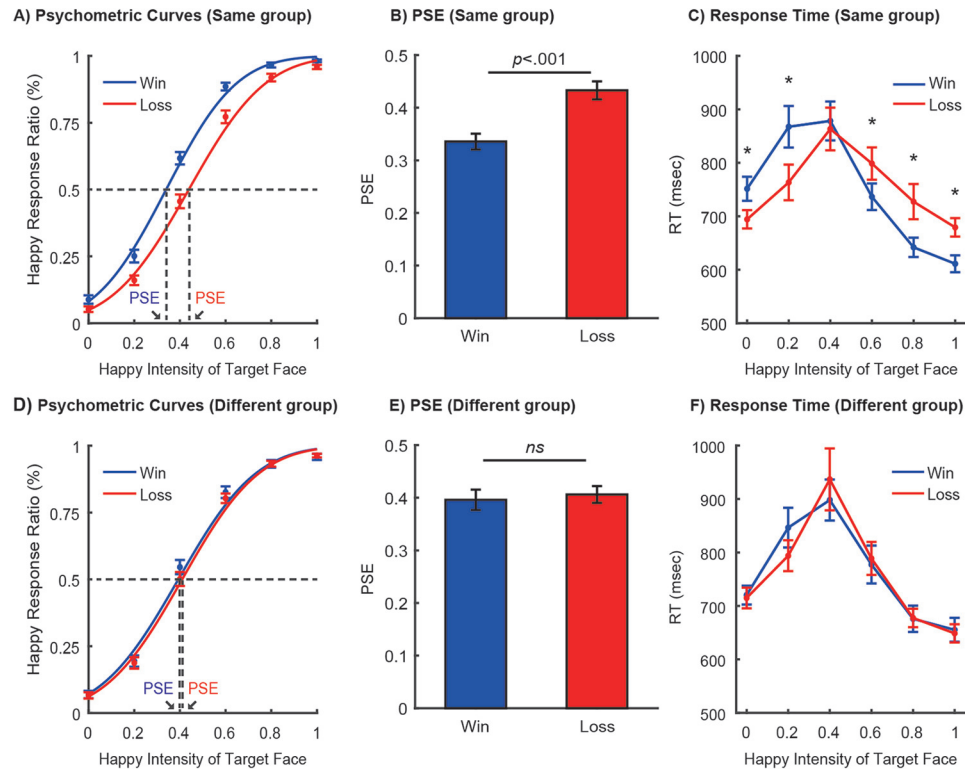 A) Psychometric Curves (Same group)
Happy Response Ratio (%)
1
0.75
0.5
0.25
0
Win
Loss
PSE
PSE
0
0.2
0.4
0.6
0.8
1
Happy Intensity of Target Face
B) PSE (Same group)
PSE
0.5
0.4
0.3
0.2
0.1
0
p<.001
Win
Loss
C) Response Time (Same group)
RT (msec)
1000
900
800
700
600
500
Win
Loss
*
*
*
*
*
0
0.2
0.4
0.6
0.8
1
Happy Intensity of Target Face
D) Psychometric Curves (Different group)
Happy Response Ratio (%)
1
0.75
0.5
0.25
0
Win
Loss
PSE
PSE
0
0.2
0.4
0.6
0.8
1
Happy Intensity of Target Face
E) PSE (Different group)
PSE
0.5
0.4
0.3
0.2
0.1
0
ns
Win
Loss
F) Response Time (Different group)
RT (msec)
1000
900
800
700
600
500
Win
Loss
0
0.2
0.4
0.6
0.8
1
Happy Intensity of Target Face